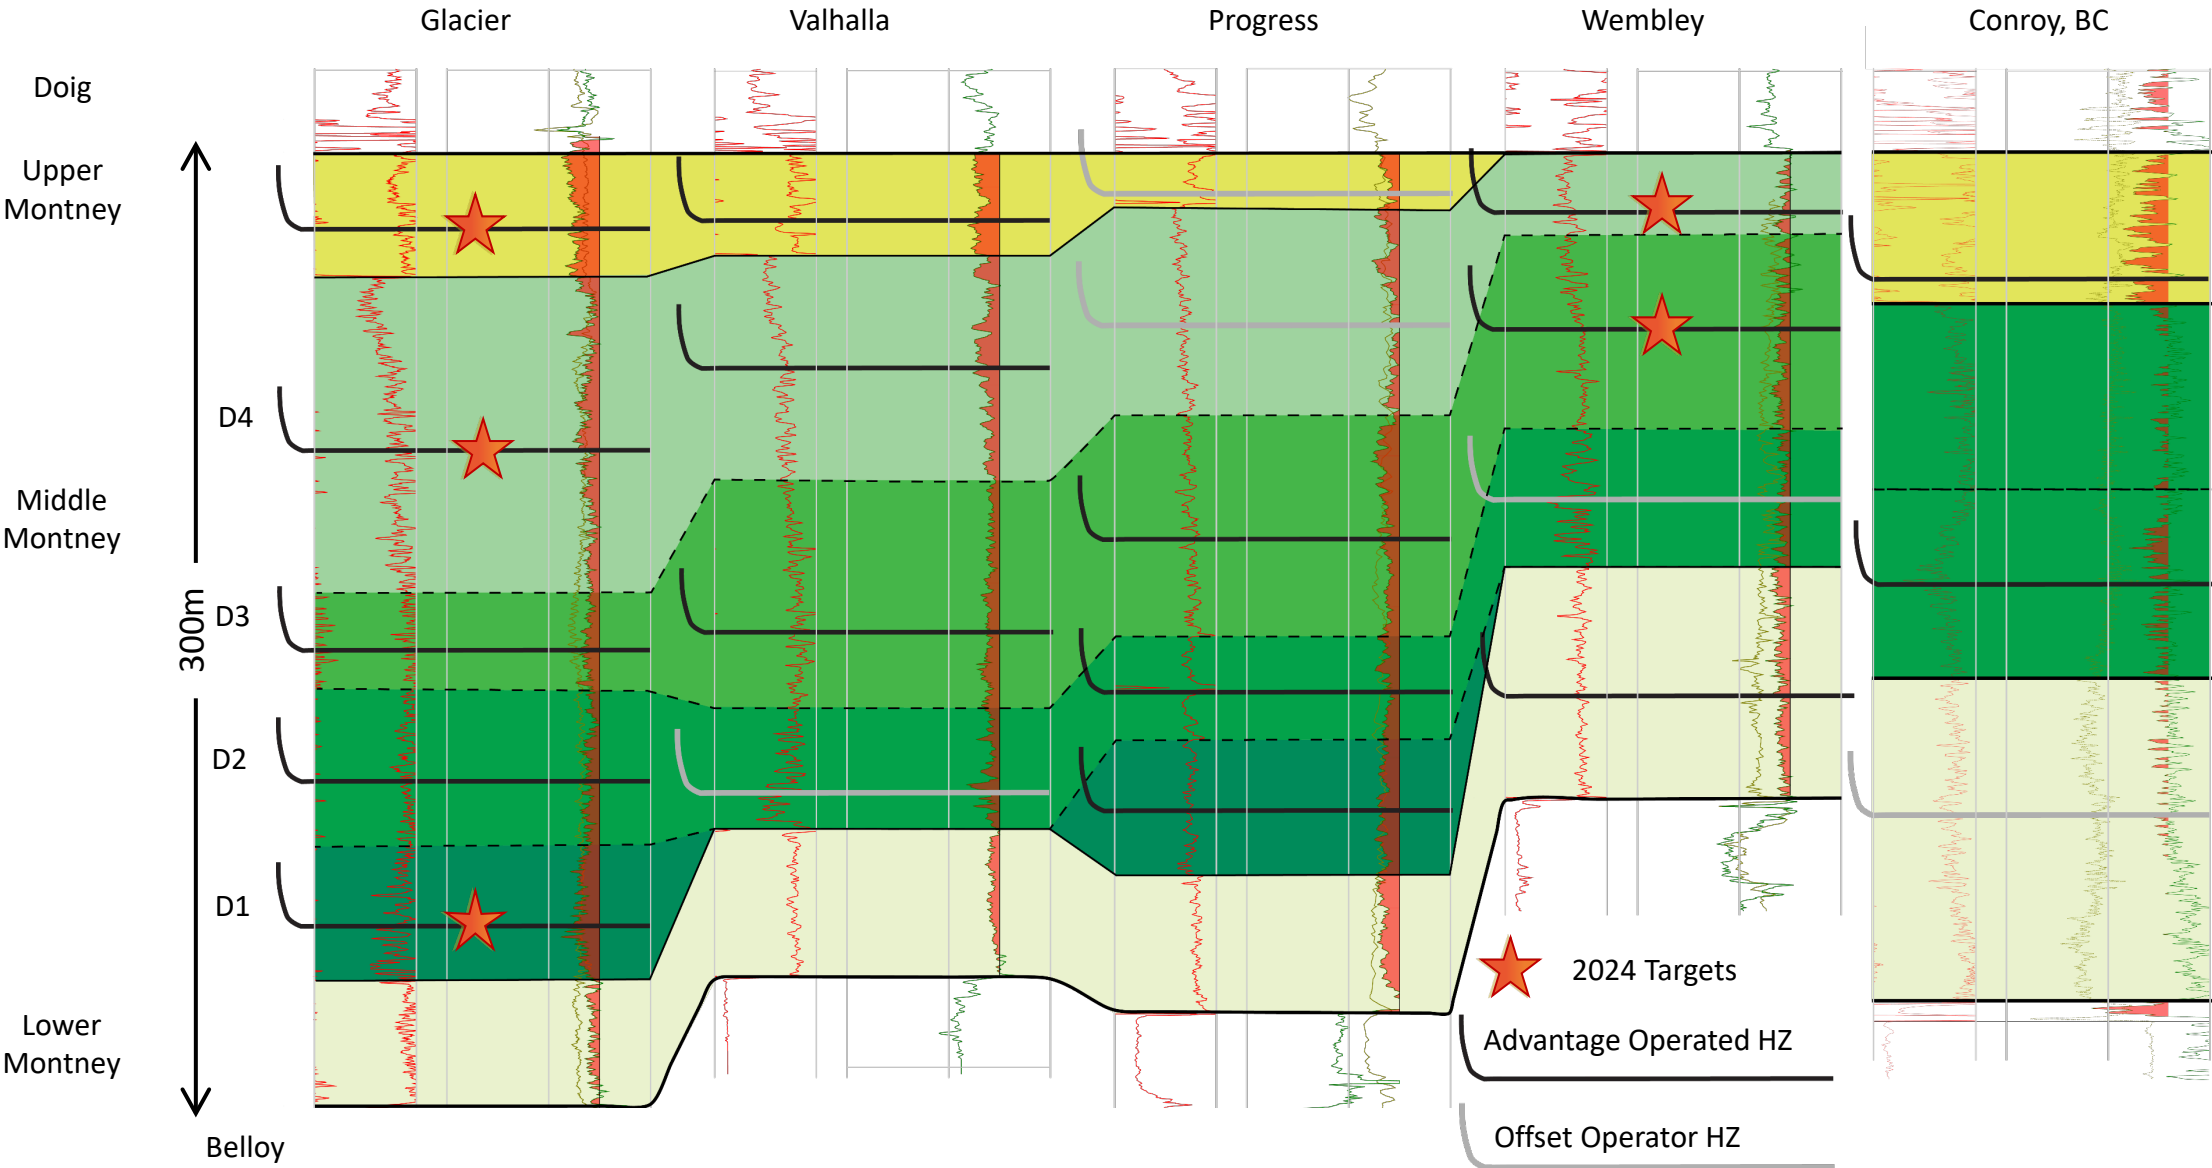 Glacier
Valhalla
Progress
Wembley
Conroy, BC
Doig
Upper
Montney
D4
Middle
Montney
300m
D3
D2
D1
Lower
Montney
Belloy
2024 Targets
Advantage Operated HZ
Offset Operator HZ